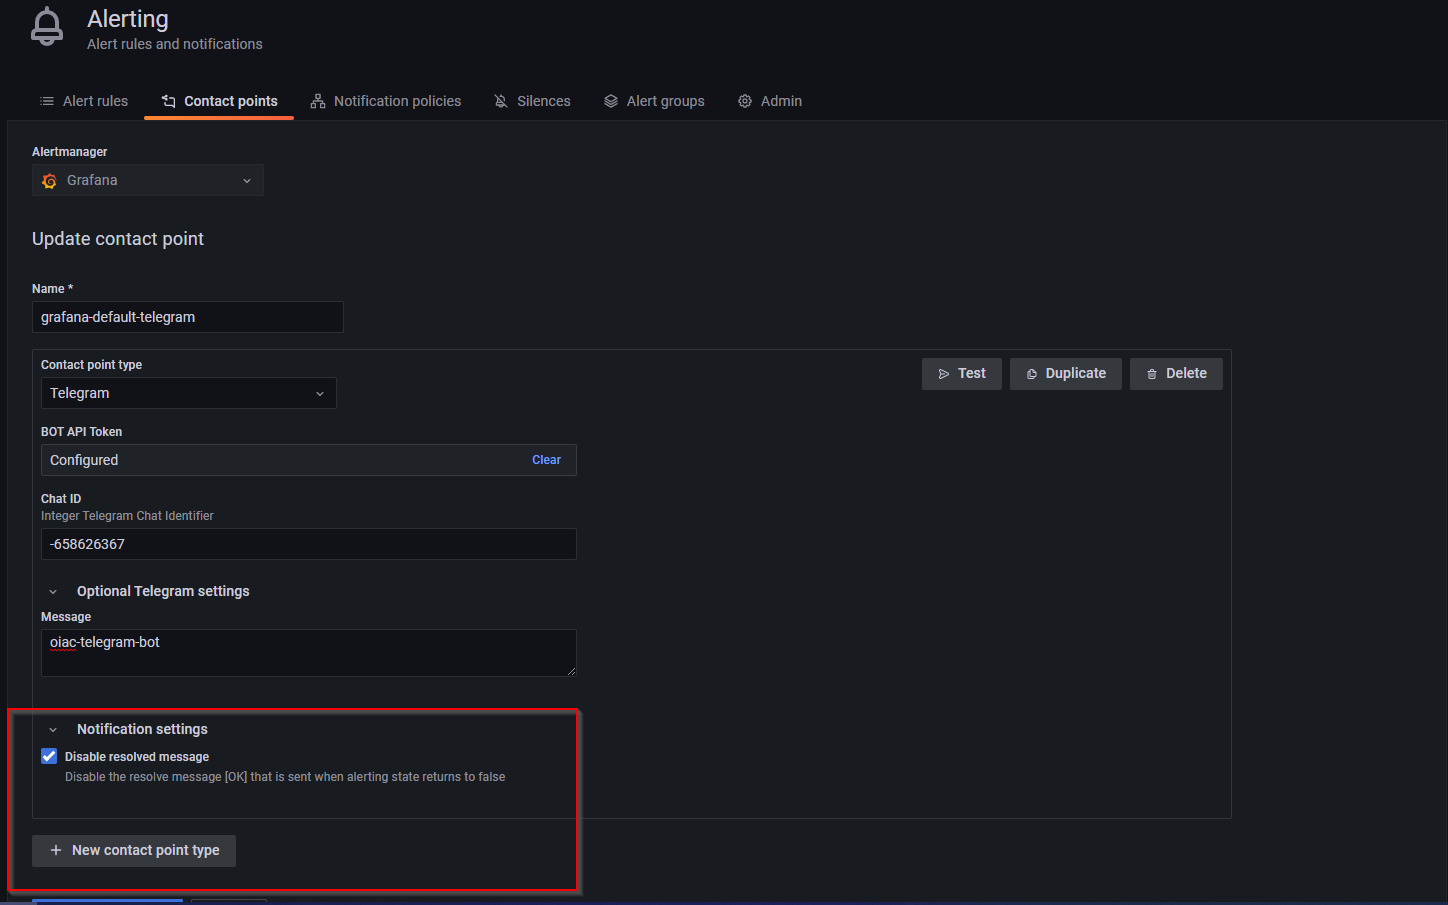 Alerting
Alert rules and notifications
Alert rules
Contact points
Notification policies
Silences
Alert groups
Admin
Alertmanager
Grafana
Update contact point
Name *
grafana-default-telegram
Contact point type
Telegram
Test
Duplicate
Delete
BOT API Token
Configured
Clear
Chat ID
Integer Telegram Chat Identifier
-658626367
Optional Telegram settings
Message
oiac-telegram-bot
Notification settings
Disable resolved message
Disable the resolve message [OK] that is sent when alerting state returns to false
New contact point type